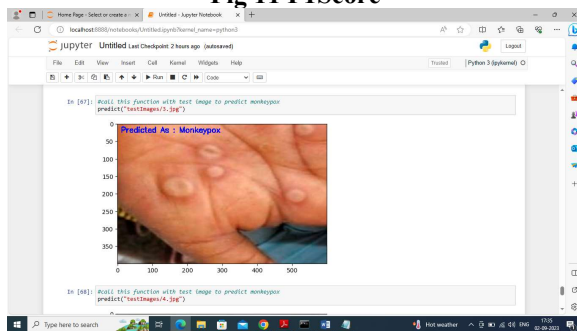 Fig 11 F1Score
Home Page - Select or create a n
Untitled - Jupyter Notebook
localhost:8888/notebooks/Untitled.ipynb?kernel_name=python3
Jupyter Untitled Last Checkpoint: 2 hours ago (autosaved)
Logout
File Edit View Insert Cell Kernel Widgets Help
Trusted
Python 3 (ipykernel)
Run
Code
In [67]: #call this function with test image to predict monkeypox
predict("testImages/3.jpg")
Predicted As : Monkeypox
0
50
100
150
200
250
300
350
0 100 200 300 400 500
In [68]: #call this function with test image to predict monkeypox
predict("testImages/4.jpg")
Type here to search
Hot weather
ENG
17:35
02-09-2023